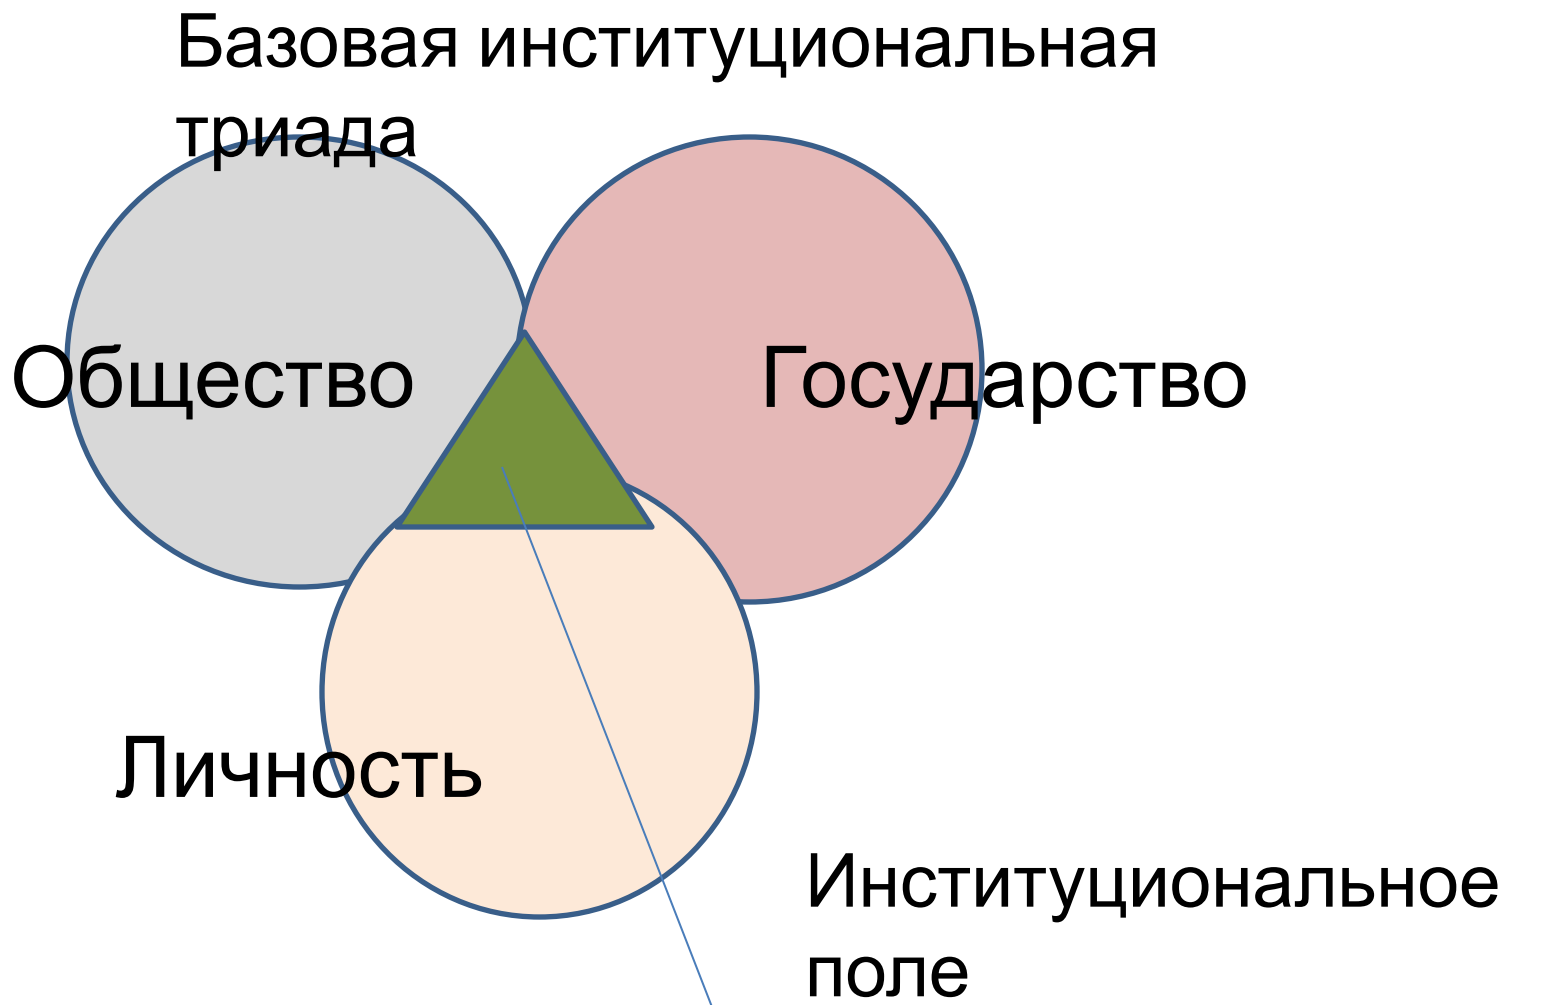 Базовая институциональная
триада
Общество
Государство
Личность
Институциональное
поле